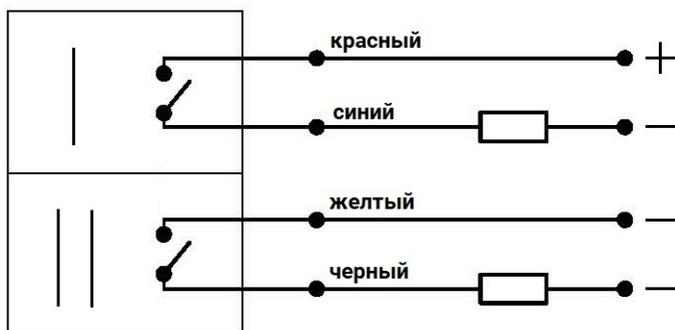 красный
+
синий
—
желтый
—
черный
—